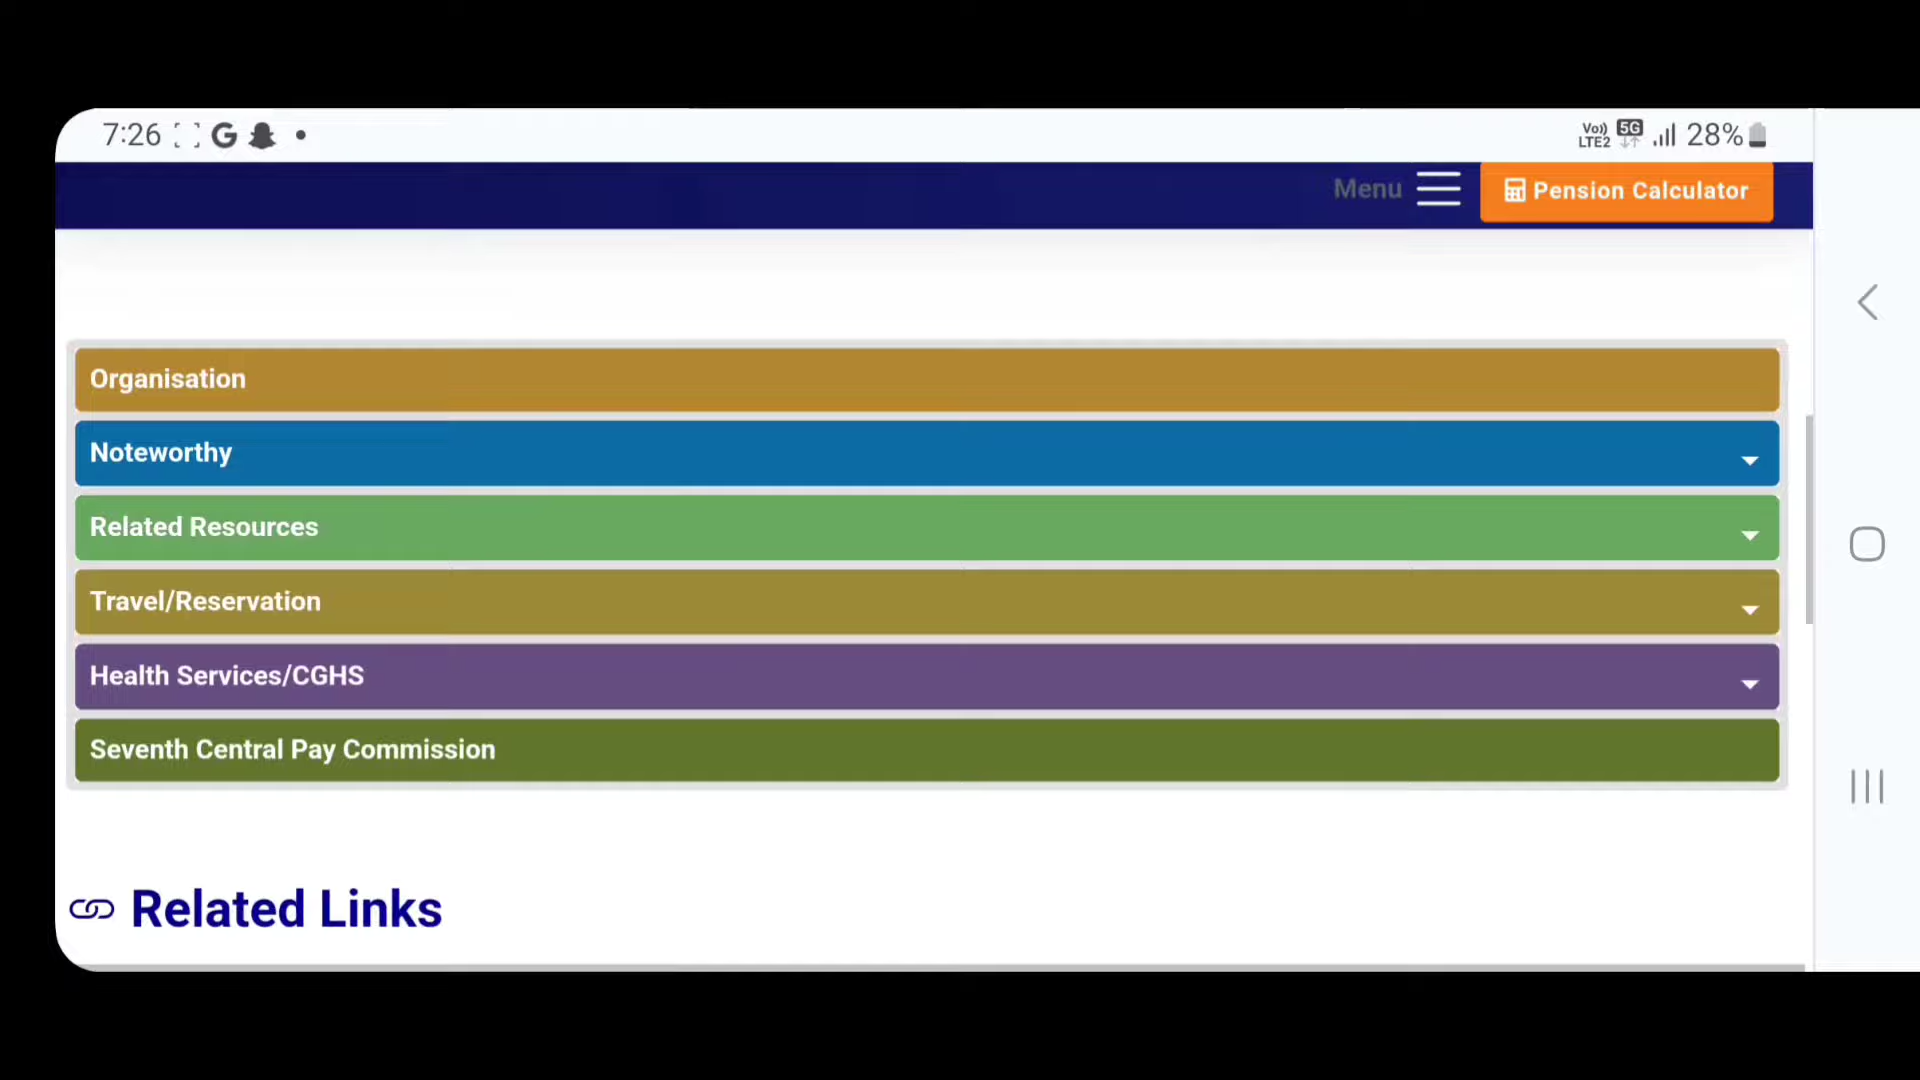 7:26 G Vo)) LTE2 5G 28%
Menu Pension Calculator
Organisation
Noteworthy
Related Resources
Travel/Reservation
Health Services/CGHS
Seventh Central Pay Commission
Related Links